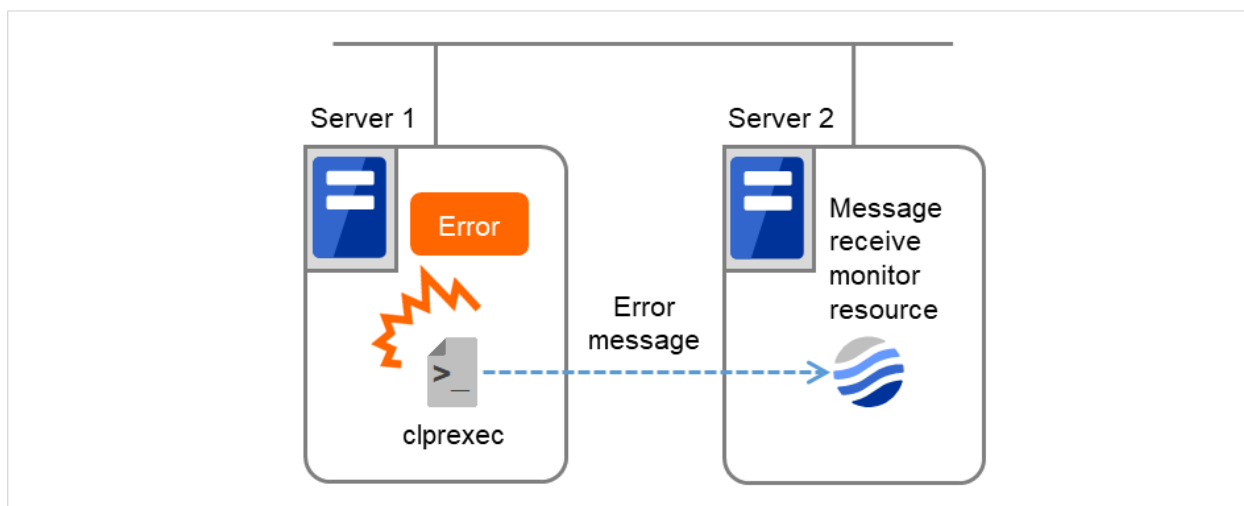 Server 1
Server 2
Error
Message
receive
monitor
resource
Error
message
>_
clprexec